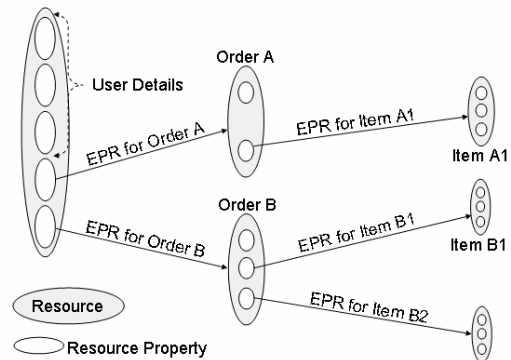 Order A
User Details
EPR for Order A
EPR for Item A1
Item A1
Order B
EPR for Order B
EPR for Item B1
Item B1
EPR for Item B2
Resource
Resource Property